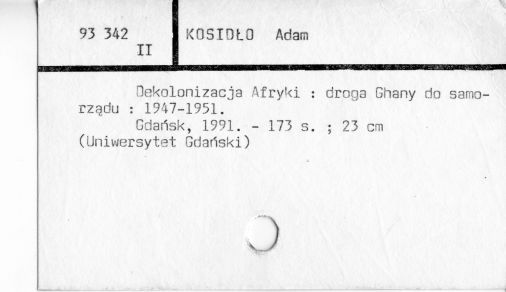 93 342 KOSIDŁO Adam
II
Dekolonizacja Afryki : droga Ghany do samo-
rządu : 1947-1951.
Gdańsk, 1991. - 173 s. ; 23 cm
(Uniwersytet Gdański)